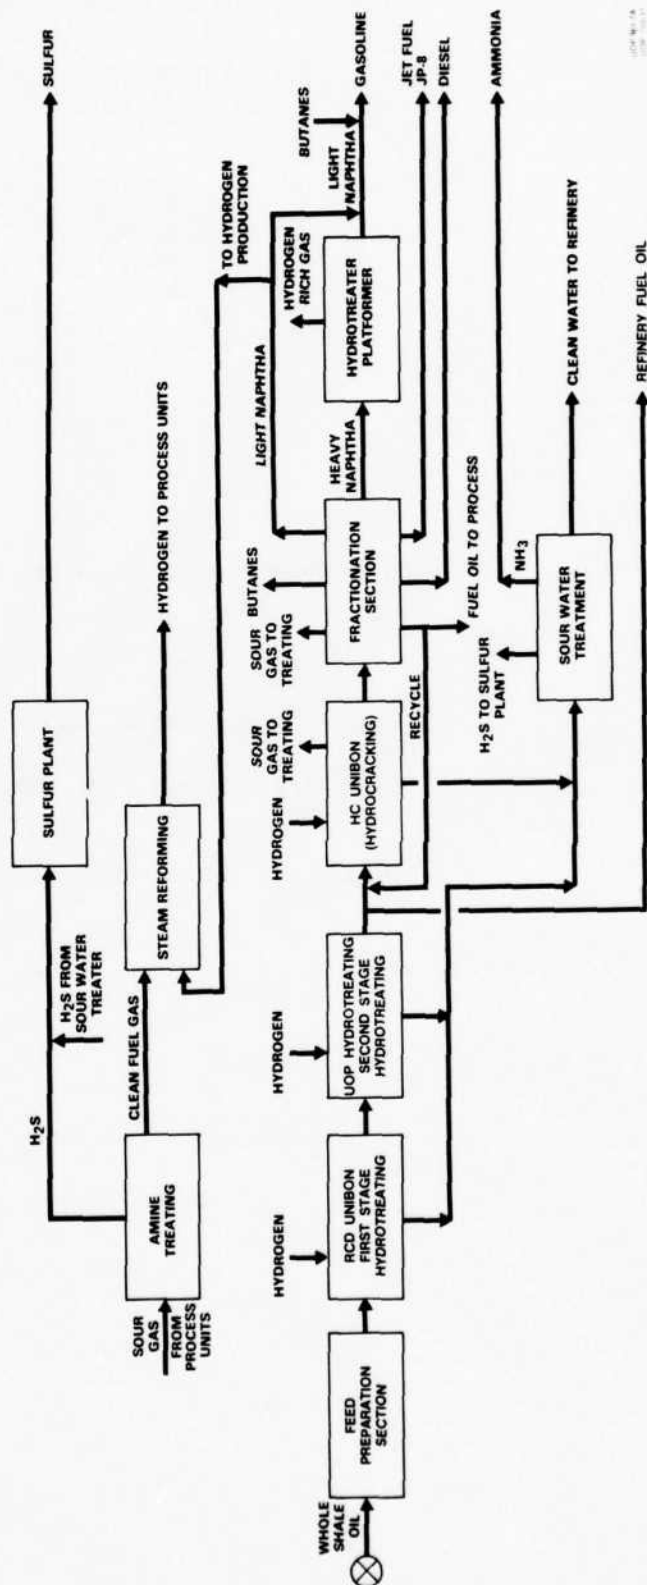 SULFUR
SULFUR PLANT
H2S
H2S FROM
SOUR WATER
TREATER
AMINE
TREATING
SOUR
GAS
FROM PROCESS
UNITS
CLEAN FUEL GAS
STEAM REFORMING
HYDROGEN TO PROCESS UNITS
TO HYDROGEN
PRODUCTION
LIGHT NAPHTHA
HYDROGEN
RICH GAS
BUTANES
LIGHT
NAPHTHA
GASOLINE
WHOLE
SHALE
OIL
FEED
PREPARATION
SECTION
HYDROGEN
RCD UNIBON
FIRST STAGE
HYDROTREATING
HYDROGEN
UOP HYDROTREATING
SECOND STAGE
HYDROTREATING
HYDROGEN
HC UNIBON
(HYDROCRACKING)
SOUR
GAS TO
TREATING
SOUR
GAS TO
TREATING
BUTANES
FRACTIONATION
SECTION
HEAVY
NAPHTHA
HYDROTREATER
PLATFORMER
JET FUEL
JP-8
DIESEL
RECYCLE
FUEL OIL TO PROCESS
H2S TO SULFUR
PLANT
NH3
AMMONIA
SOUR WATER
TREATMENT
CLEAN WATER TO REFINERY
REFINERY FUEL OIL